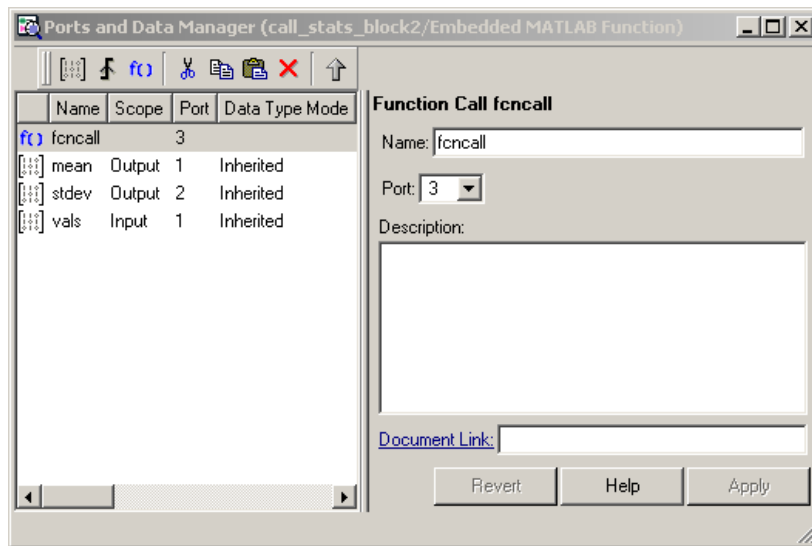 Ports and Data Manager (call_stats_block2/Embedded MATLAB Function)
f()
Name Scope Port Data Type Mode
f() fcncall 3
mean Output 1 Inherited
stdev Output 2 Inherited
vals Input 1 Inherited
Function Call fcncall
Name: fcncall
Port: 3
Description:
Document Link:
Revert Help Apply